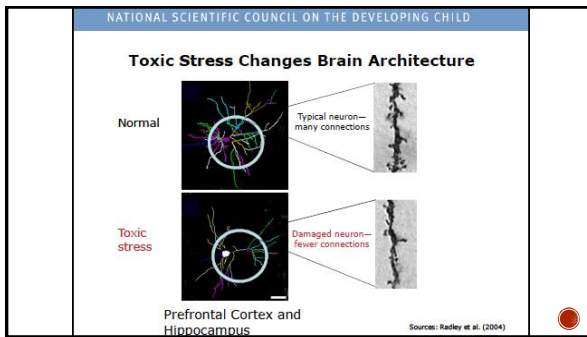 NATIONAL SCIENTIFIC COUNCIL ON THE DEVELOPING CHILD
Toxic Stress Changes Brain Architecture
Normal
Typical neuron—
many connections
Toxic
stress
Damaged neuron—
fewer connections
Prefrontal Cortex and
Hippocampus
Sources: Radley et al. (2004)